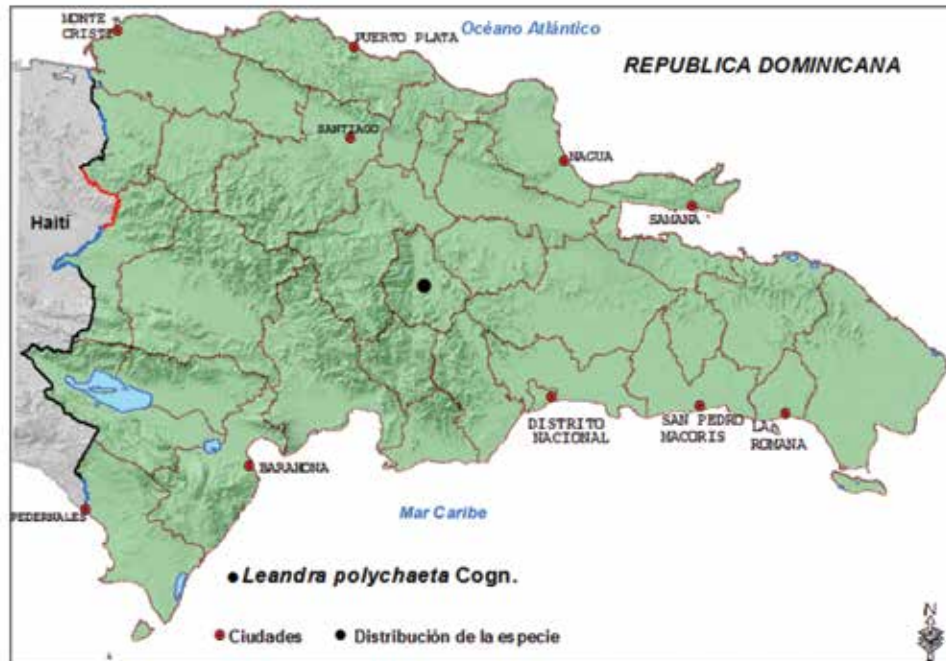 MONTE
CRISTI
PUERTO PLATA
Océano Atlántico
REPUBLICA DOMINICANA
SANTIAGO
NAGUA
SAMANA
Haití
DISTRITO
NACIONAL
SAN PEDRO
MACORIS
LA
ROMANA
BARAHONA
PEDERNALES
Mar Caribe
Leandra polychaeta Cogn.
Ciudades
Distribución de la especie
N